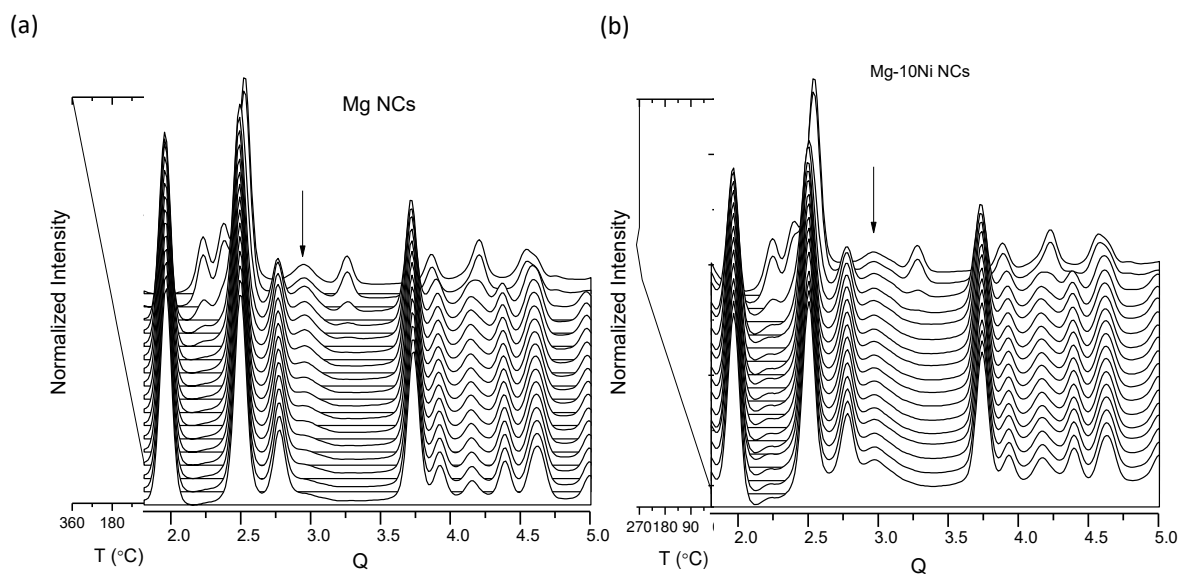 (a)
Mg NCs
Normalized Intensity
360 180
2.0 2.5 3.0 3.5 4.0 4.5 5.0
T (°C)
Q
(b)
Mg-10Ni NCs
Normalized Intensity
270 180 90
2.0 2.5 3.0 3.5 4.0 4.5 5.0
T (°C)
Q